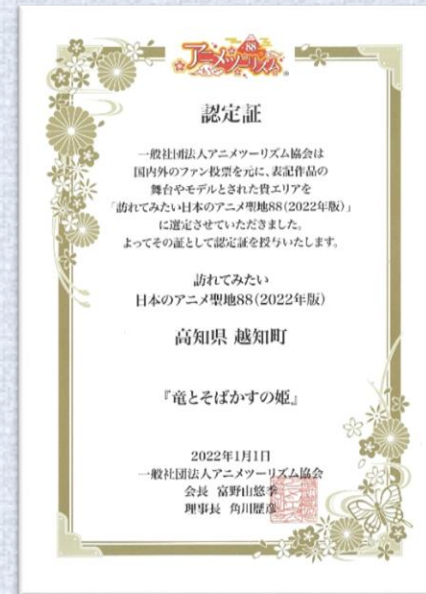 88
アニメツーリズム
認定証
一般社団法人アニメツーリズム協会は
国内外のファン投票を元に、表記作品の
舞台やモデルとされた貴エリアを
「訪れてみたい日本のアニメ聖地88(2022年版)」
に選定させていただきました。
よってその証として認定証を授与いたします。
訪れてみたい
日本のアニメ聖地88(2022年版)
高知県 越知町
『竜とそばかすの姫』
2022年1月1日
一般社団法人アニメツーリズム協会
会長 富野由悠季
理事長 角川歴彦